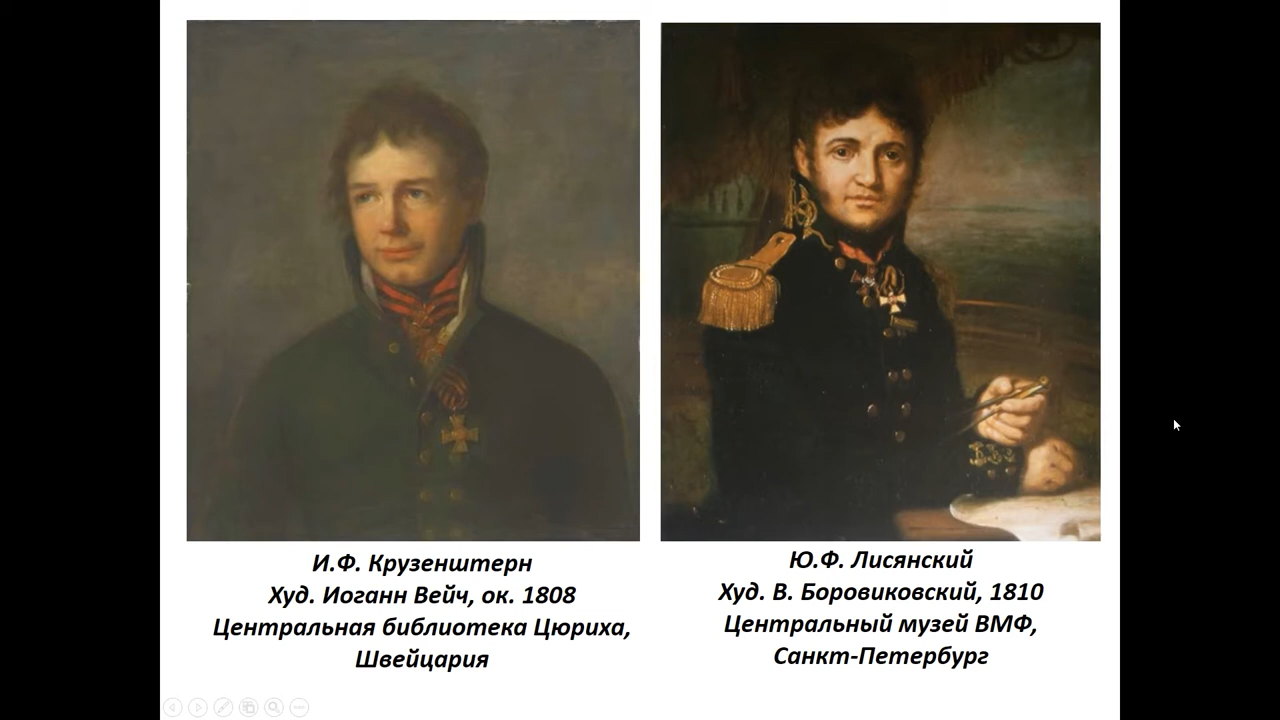 И.Ф. Крузенштерн
Худ. Иоганн Вейч, ок. 1808
Центральная библиотека Цюриха,
Швейцария
Ю.Ф. Лисянский
Худ. В. Боровиковский, 1810
Центральный музей ВМФ,
Санкт-Петербург